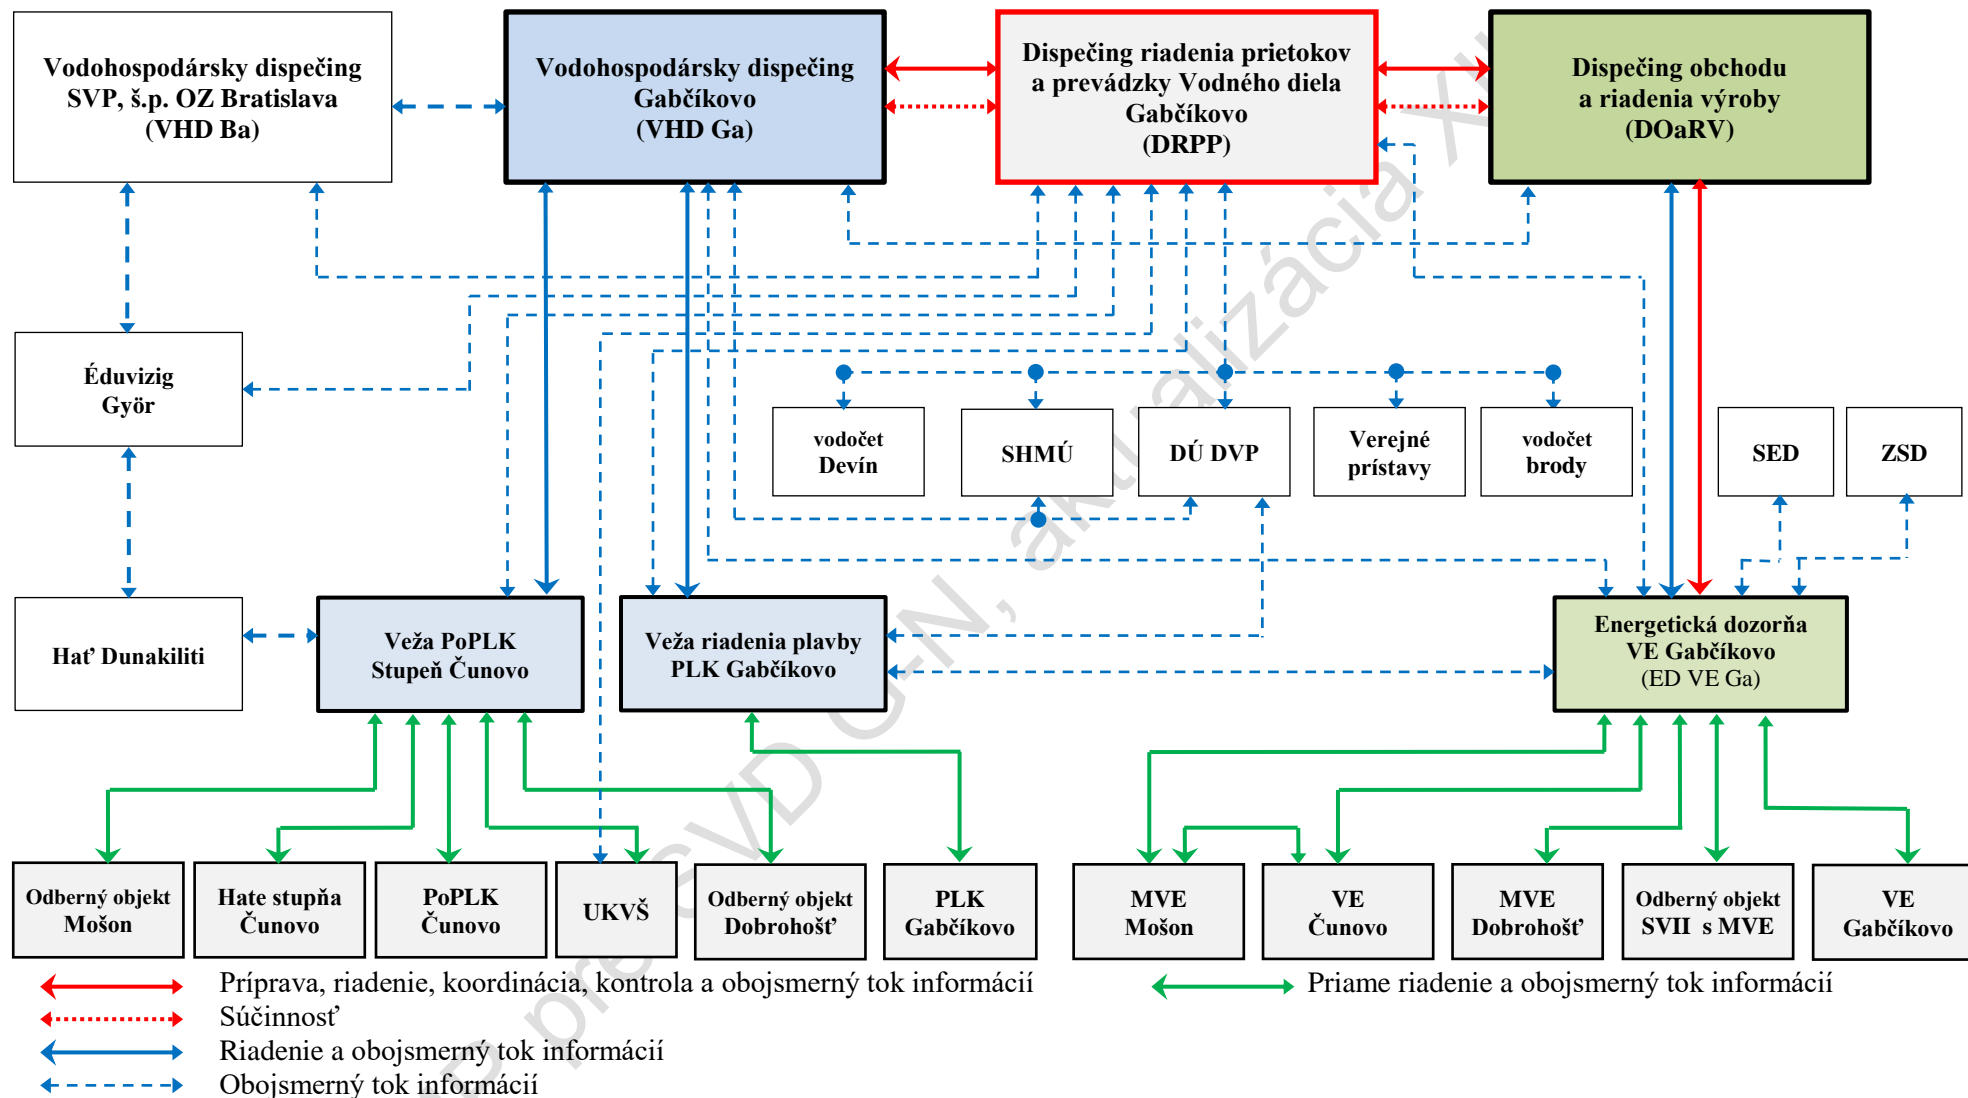 Vodohospodársky dispečing
SVP, š.p. OZ Bratislava
(VHD Ba)
Vodohospodársky dispečing
Gabčíkovo
(VHD Ga)
Dispečing riadenia prietokov
a prevádzky Vodného diela
Gabčíkovo
(DRPP)
Dispečing obchodu
a riadenia výroby
(DOaRV)
Éduvizig
Györ
vodočet
Devín
SHMÚ
DÚ DVP
Verejné
prístavy
vodočet
brody
SED
ZSD
Hať Dunakiliti
Veža PoPLK
Stupeň Čunovo
Veža riadenia plavby
PLK Gabčíkovo
Energetická dozorňa
VE Gabčíkovo
(ED VE Ga)
Odberný objekt
Mošon
Hate stupňa
Čunovo
PoPLK
Čunovo
UKVŠ
Odberný objekt
Dobrohošť
PLK
Gabčíkovo
MVE
Mošon
VE
Čunovo
MVE
Dobrohošť
Odberný objekt
SVII s MVE
VE
Gabčíkovo
Príprava, riadenie, koordinácia, kontrola a obojsmerný tok informácií
Priame riadenie a obojsmerný tok informácií
Súčinnosť
Riadenie a obojsmerný tok informácií
Obojsmerný tok informácií
pre SVD G-N, aktualizácia